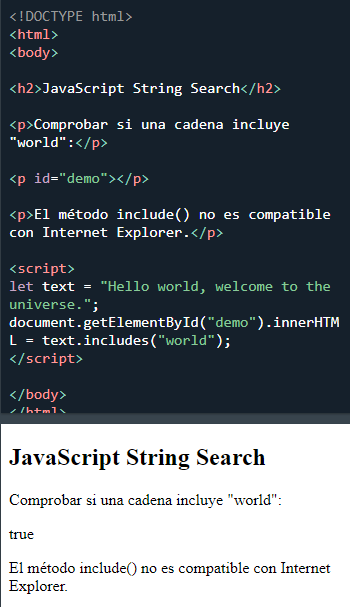 <!DOCTYPE html>
<html>
<body>
<h2>JavaScript String Search</h2>
<p>Comprobar si una cadena incluye
"world":</p>
<p id="demo"></p>
<p>El método include() no es compatible
con Internet Explorer.</p>
<script>
let text = "Hello world, welcome to the
universe.";
document.getElementById("demo").innerHTM
L = text.includes("world");
</script>
</body>
</html>
JavaScript String Search
Comprobar si una cadena incluye "world":
true
El método include() no es compatible con Internet
Explorer.